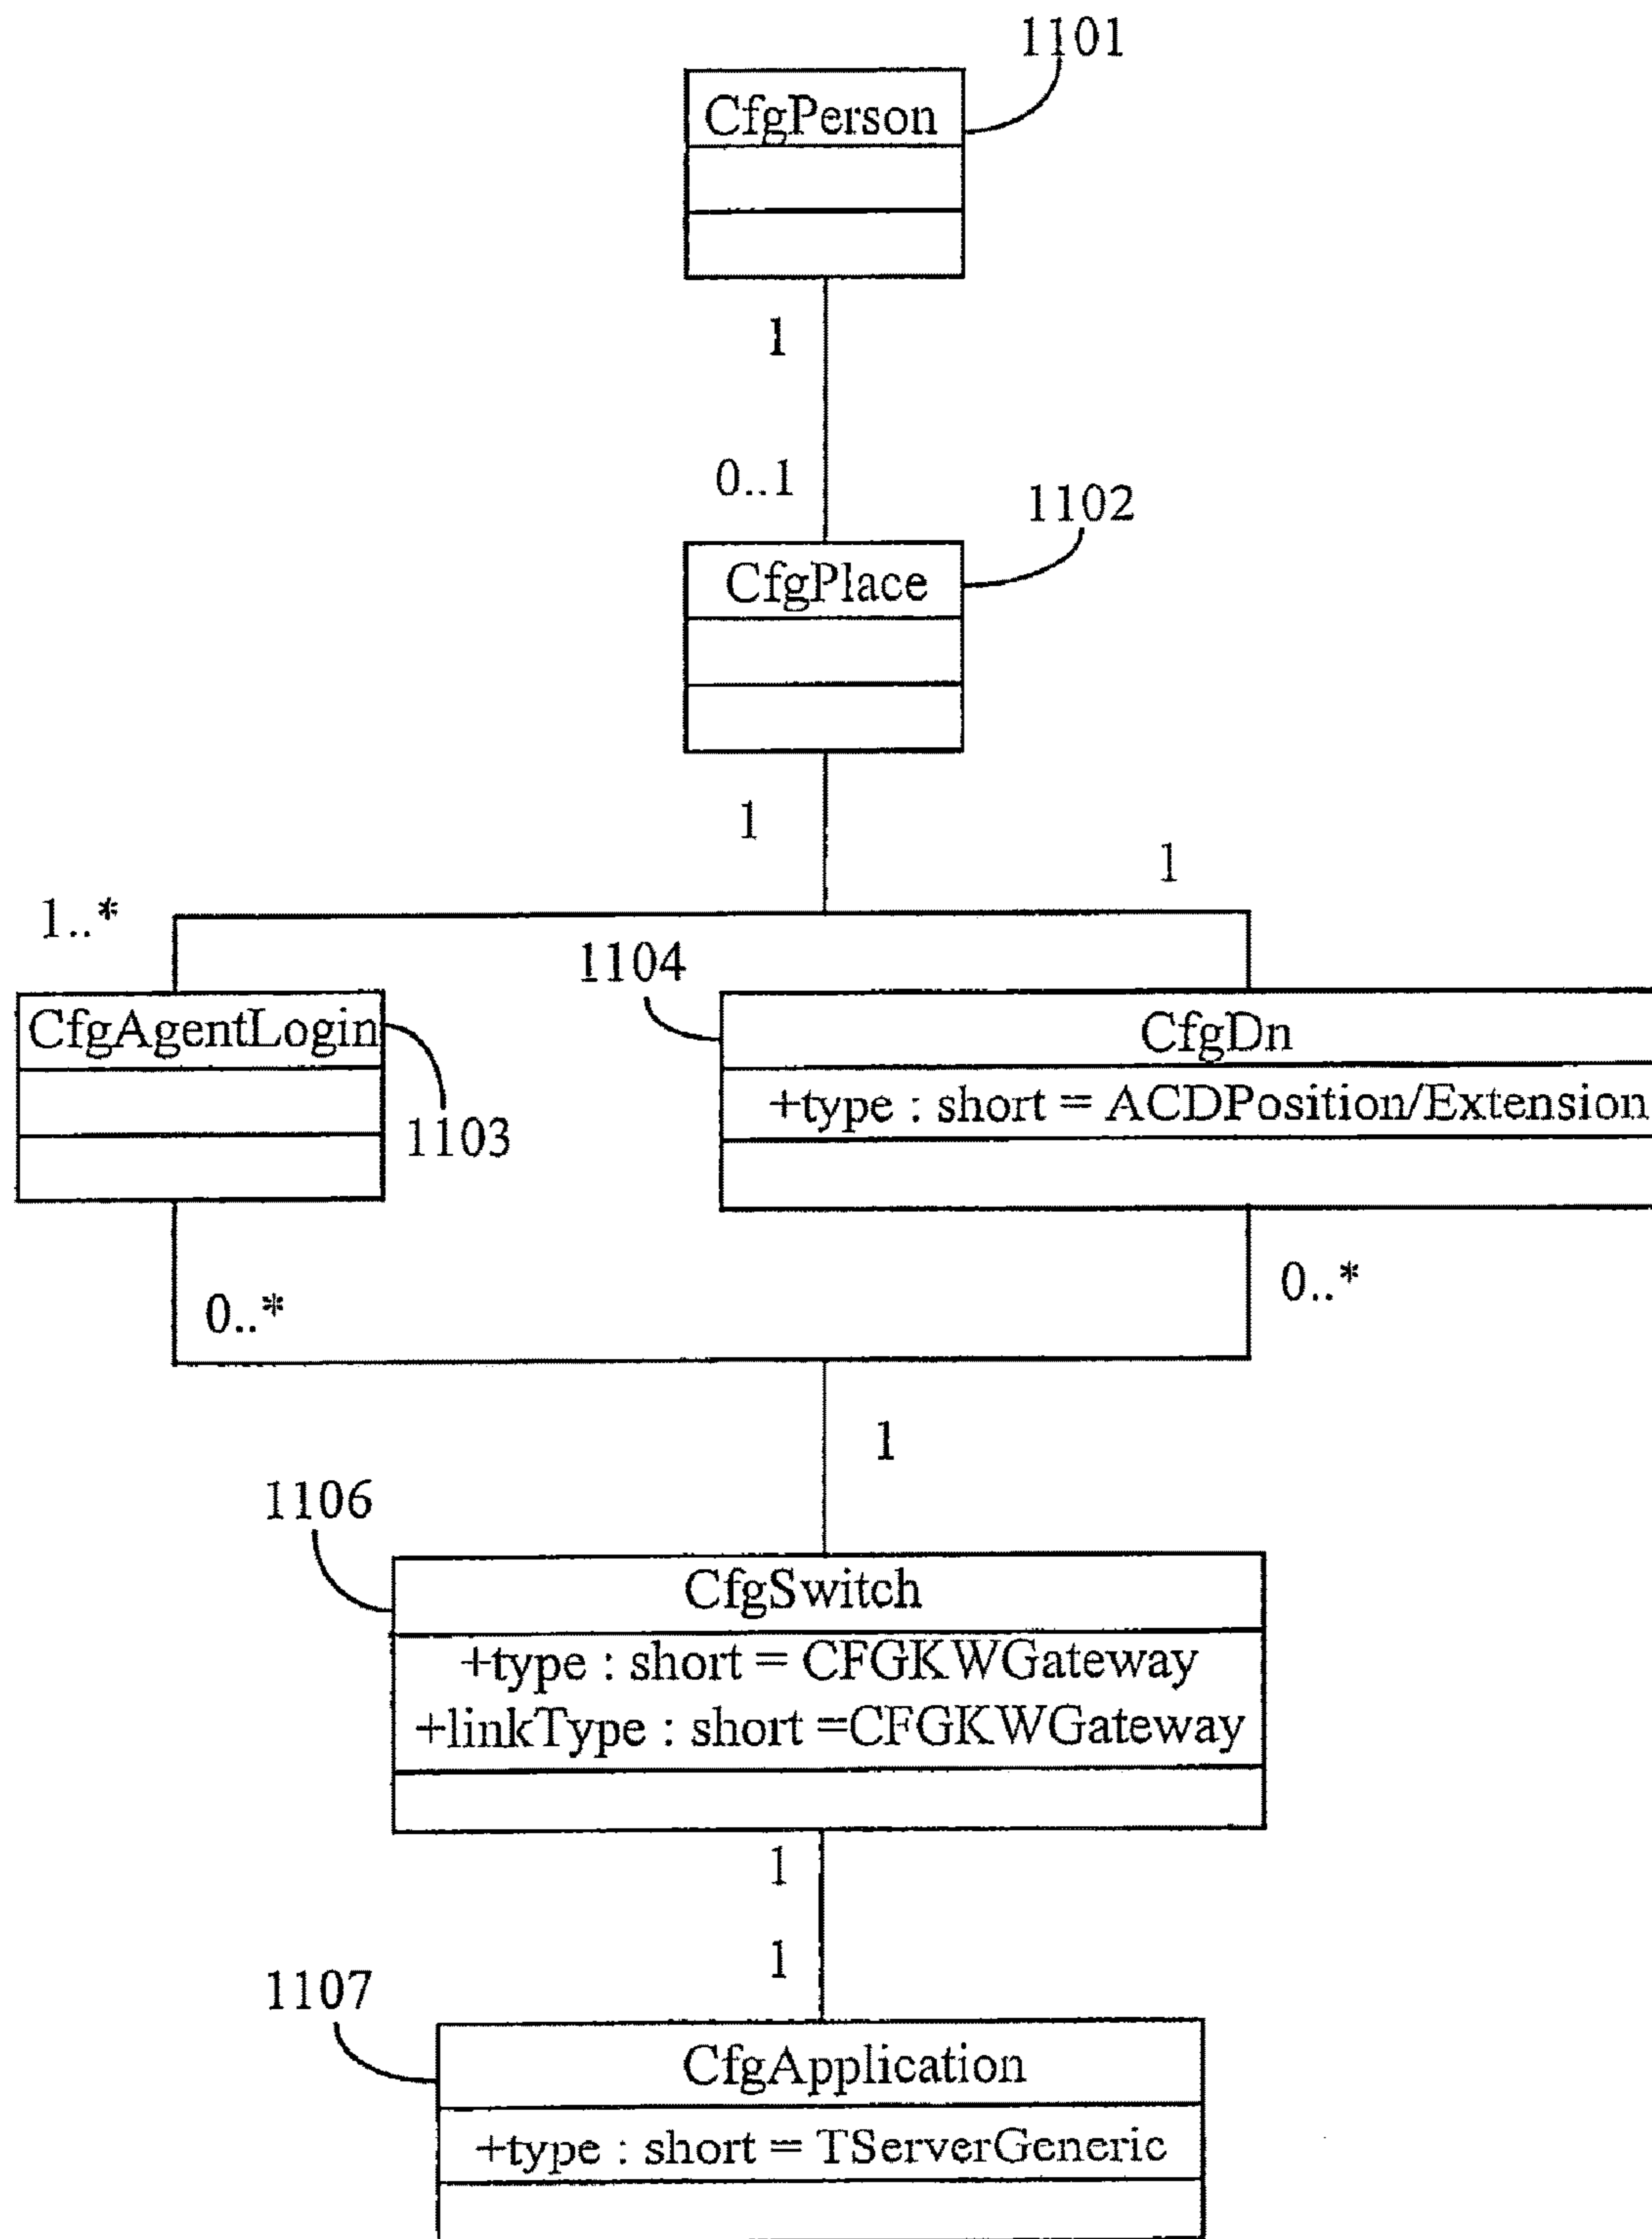 1101
CfgPerson
1
0..1
1102
CfgPlace
1
1
1..*
1104
CfgAgentLogin
CfgDn
+type : short = ACDPosition/Extension
1103
0..*
0..*
1
1106
CfgSwitch
+type : short = CFGKWGateway
+linkType : short =CFGKWGateway
1
1
1107
CfgApplication
+type : short = TServerGeneric